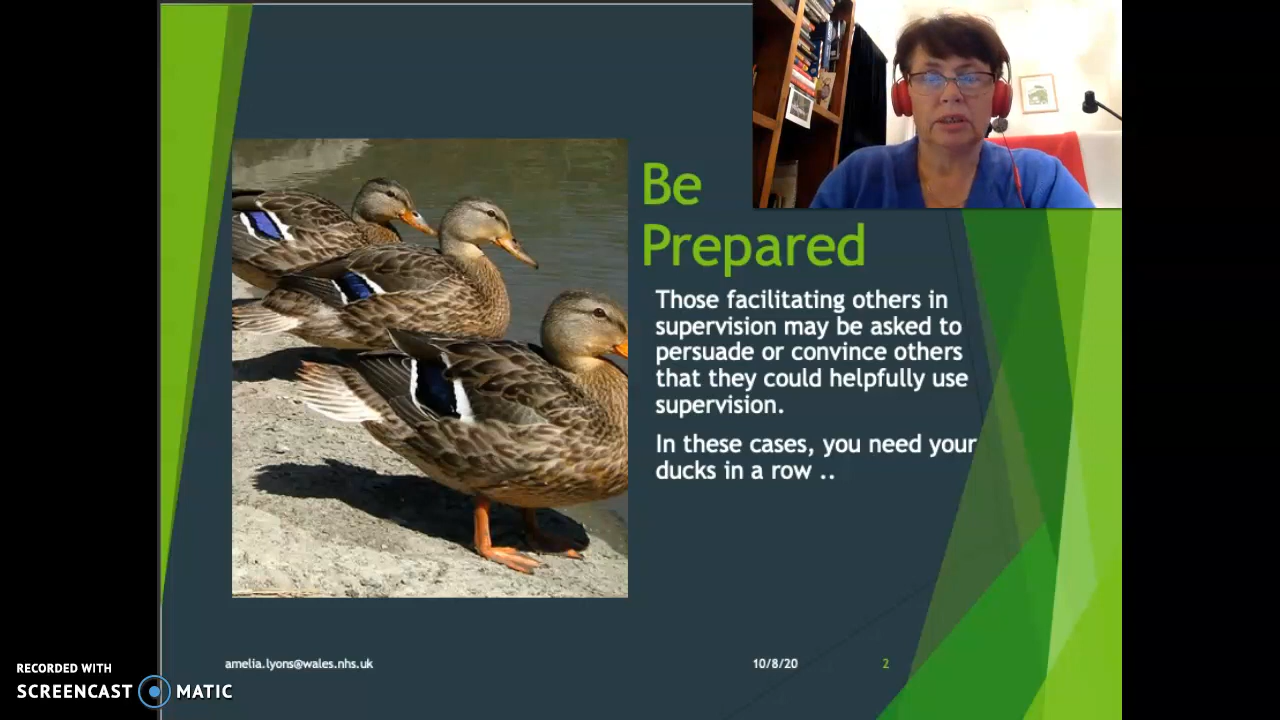 Be
Prepared
Those facilitating others in
supervision may be asked to
persuade or convince others
that they could helpfully use
supervision.
In these cases, you need your
ducks in a row ..
amelia.lyons@wales.nhs.uk
10/8/20
2
RECORDED WITH
SCREENCAST MATIC